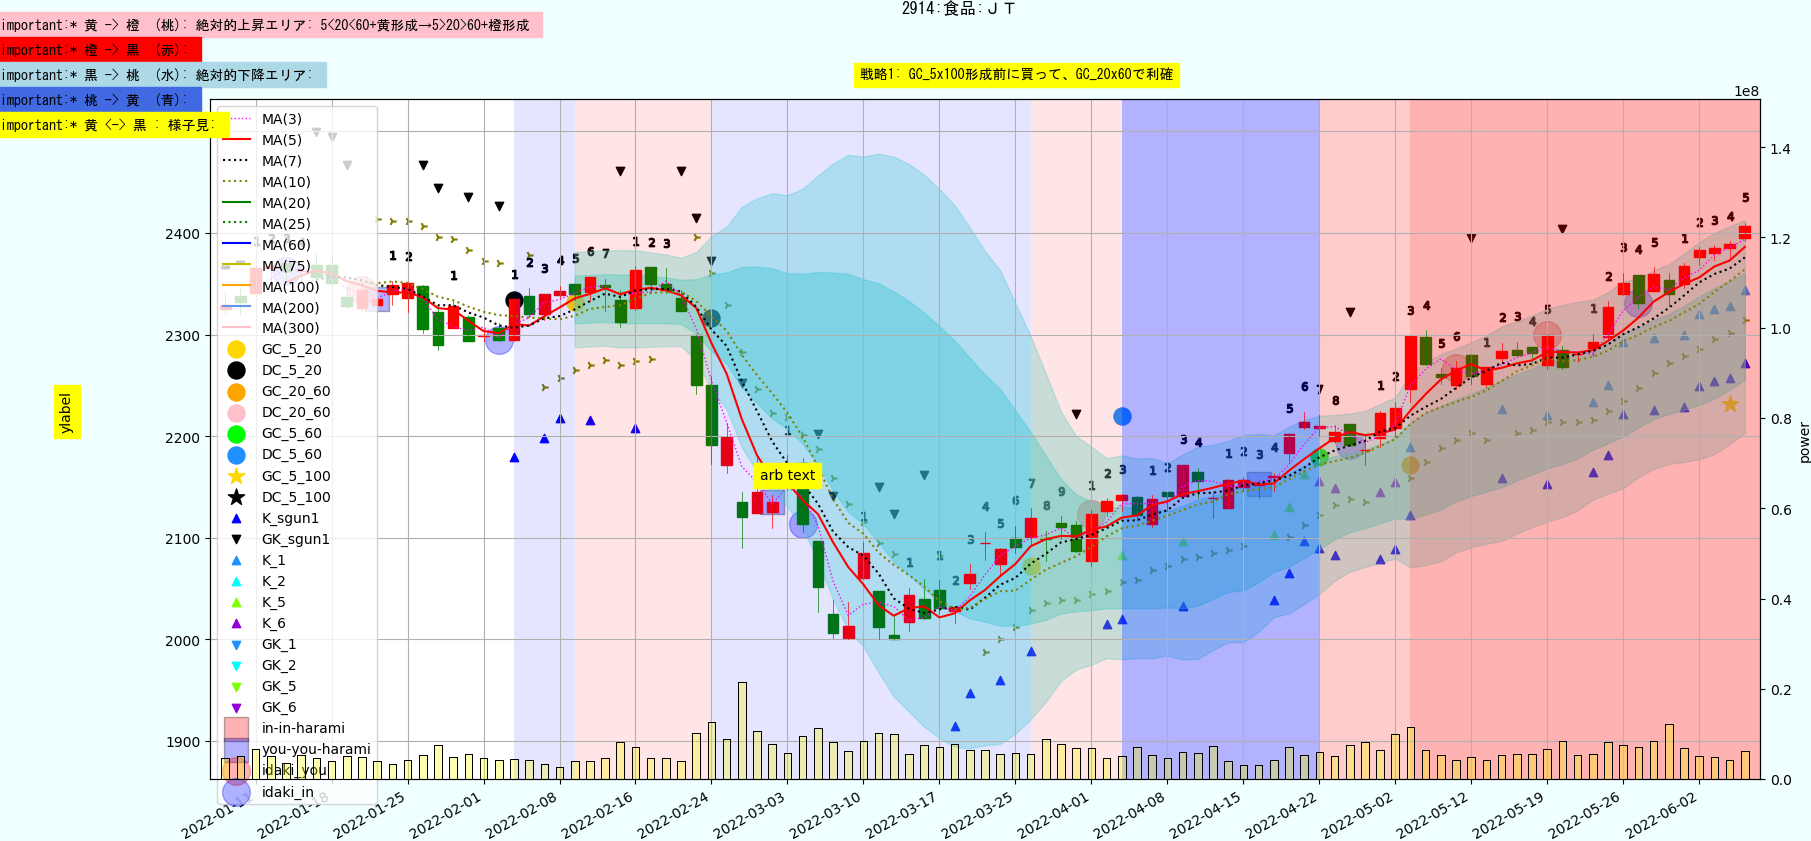 2914:食品:ＪＴ
important:* 黄 -> 橙 （桃）: 絶対的上昇エリア: 5<20<60+黄形成→5>20>60+橙形成
important:* 橙 -> 黒 （赤）:
important:* 黒 -> 桃 （水）: 絶対的下降エリア:
戦略1: GC_5x100形成前に買って、GC_20x60で利確
important:* 桃 -> 黄 （青）:
1e8
important:* 黄 <-> 黒 : 様子見:
MA(3)
MA(5)
MA(7)
MA(10)
MA(20)
MA(25)
MA(60)
MA(75)
MA(100)
MA(200)
MA(300)
GC_5_20
DC_5_20
GC_20_60
DC_20_60
GC_5_60
DC_5_60
GC_5_100
DC_5_100
K_sgun1
GK_sgun1
K_1
K_2
K_5
K_6
GK_1
GK_2
GK_5
GK_6
in-in-harami
you-you-harami
idaki_you
idaki_in
2400
2300
2200
2100
2000
1900
ylabel
arb text
1.4
1.2
1.0
0.8
0.6
0.4
0.2
0.0
power
2022-01-11
2022-01-18
2022-01-25
2022-02-01
2022-02-08
2022-02-16
2022-02-24
2022-03-03
2022-03-10
2022-03-17
2022-03-25
2022-04-01
2022-04-08
2022-04-15
2022-04-22
2022-05-02
2022-05-12
2022-05-19
2022-05-26
2022-06-02